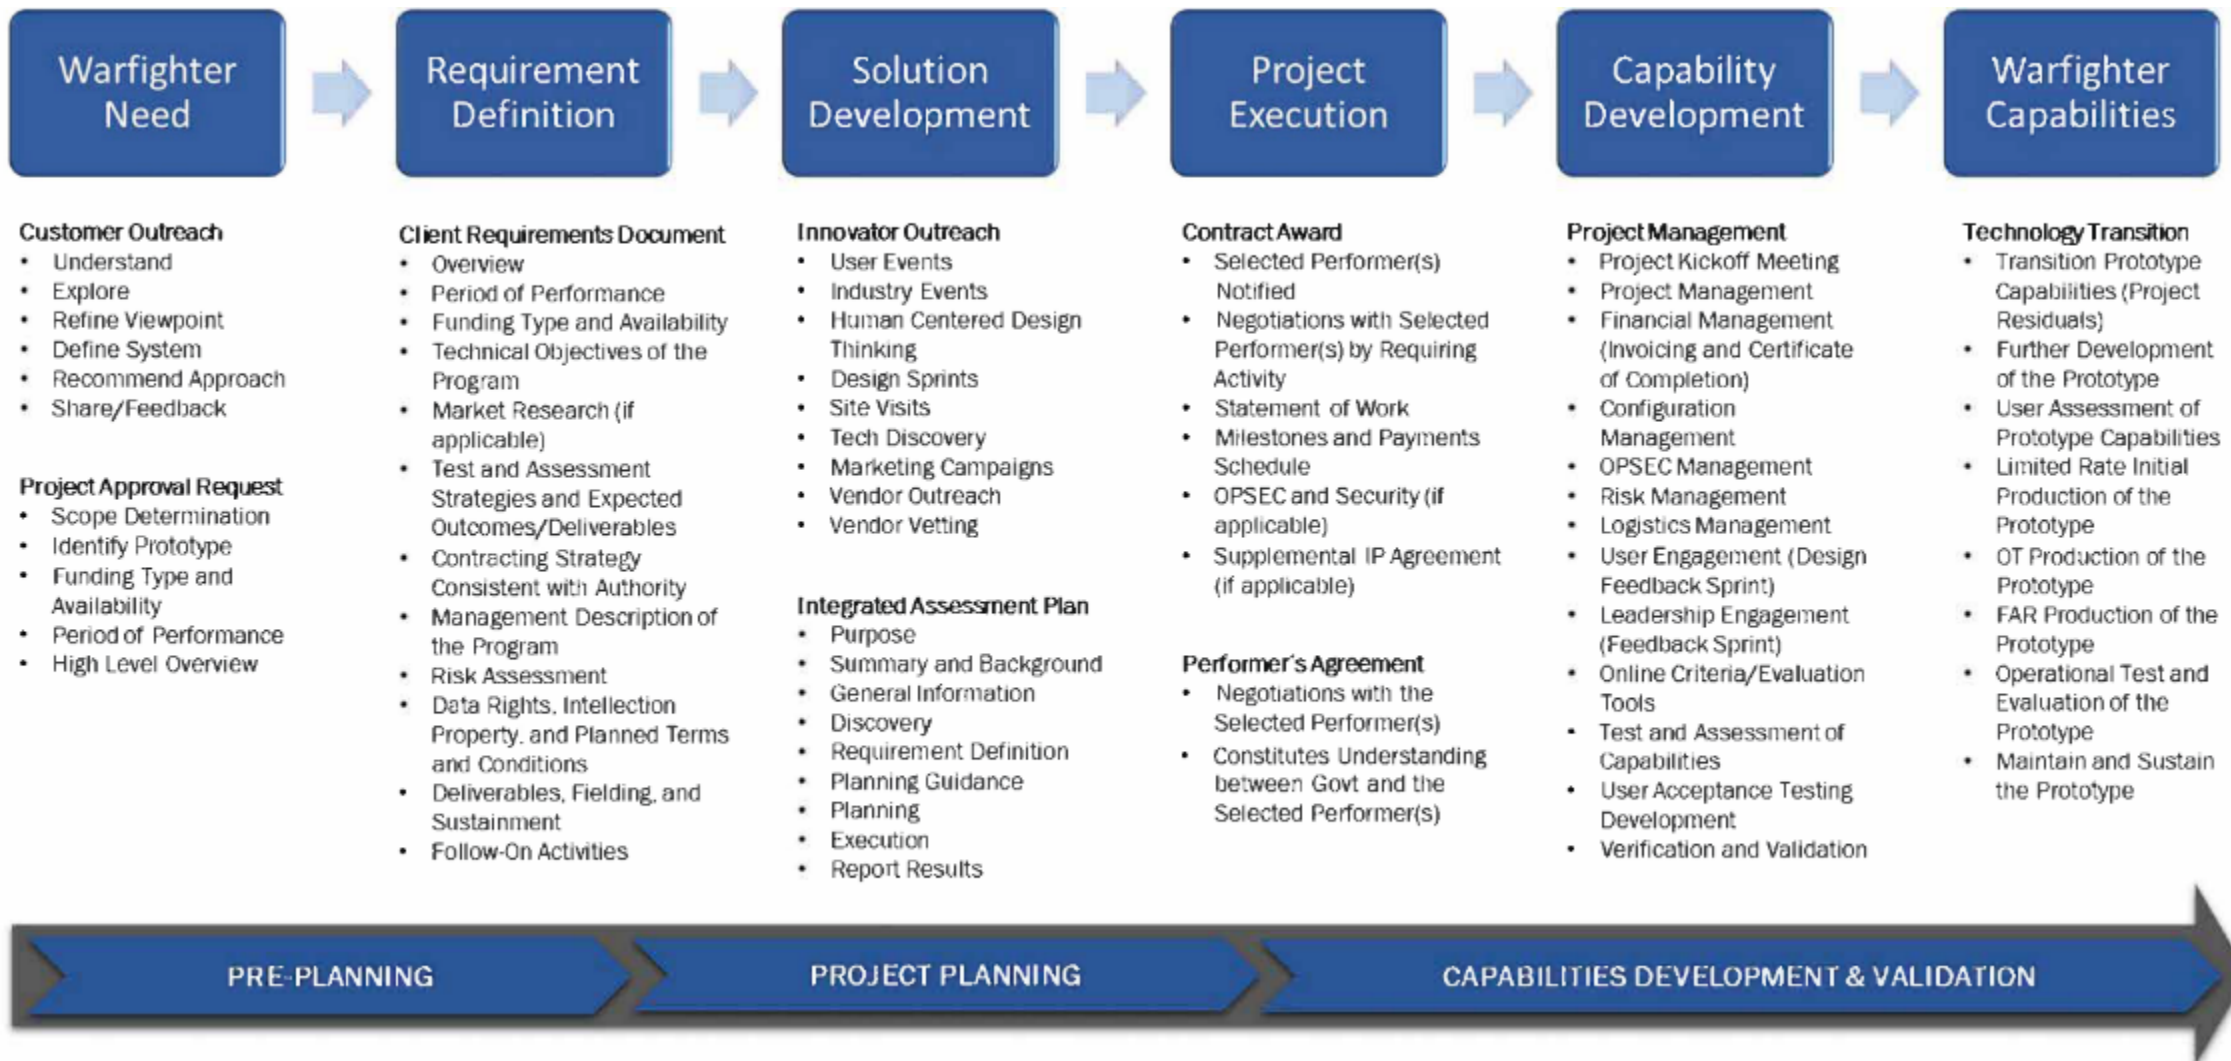 Warfighter
Need
Requirement
Definition
Solution
Development
Project
Execution
Capability
Development
Warfighter
Capabilities
Customer Outreach
• Understand
• Explore
• Refine Viewpoint
• Define System
• Recommend Approach
• Share/Feedback
Project Approval Request
• Scope Determination
• Identify Prototype
• Funding Type and
Availability
• Period of Performance
• High Level Overview
Client Requirements Document
• Overview
• Period of Performance
• Funding Type and Availability
• Technical Objectives of the
Program
• Market Research (if
applicable)
• Test and Assessment
Strategies and Expected
Outcomes/Deliverables
• Contracting Strategy
Consistent with Authority
• Management Description of
the Program
• Risk Assessment
• Data Rights, Intellection
Property, and Planned Terms
and Conditions
• Deliverables, Fielding, and
Sustainment
• Follow-On Activities
Innovator Outreach
• User Events
• Industry Events
• Human Centered Design
Thinking
• Design Sprints
• Site Visits
• Tech Discovery
• Marketing Campaigns
• Vendor Outreach
• Vendor Vetting
Integrated Assessment Plan
• Purpose
• Summary and Background
• General Information
• Discovery
• Requirement Definition
• Planning Guidance
• Planning
• Execution
• Report Results
Contract Award
• Selected Performer(s)
Notified
• Negotiations with Selected
Performer(s) by Requiring
Activity
• Statement of Work
• Milestones and Payments
Schedule
• OPSEC and Security (if
applicable)
• Supplemental IP Agreement
(if applicable)
Performer's Agreement
• Negotiations with the
Selected Performer(s)
• Constitutes Understanding
between Govt and the
Selected Performer(s)
Project Management
• Project Kickoff Meeting
• Project Management
• Financial Management
(Invoicing and Certificate
of Completion)
• Configuration
Management
• OPSEC Management
• Risk Management
• Logistics Management
• User Engagement (Design
Feedback Sprint)
• Leadership Engagement
(Feedback Sprint)
• Online Criteria/Evaluation
Tools
• Test and Assessment of
Capabilities
• User Acceptance Testing
Development
• Verification and Validation
Technology Transition
• Transition Prototype
Capabilities (Project
Residuals)
• Further Development
of the Prototype
• User Assessment of
Prototype Capabilities
• Limited Rate Initial
Production of the
Prototype
• OT Production of the
Prototype
• FAR Production of the
Prototype
• Operational Test and
Evaluation of the
Prototype
• Maintain and Sustain
the Prototype
PRE-PLANNING
PROJECT PLANNING
CAPABILITIES DEVELOPMENT & VALIDATION